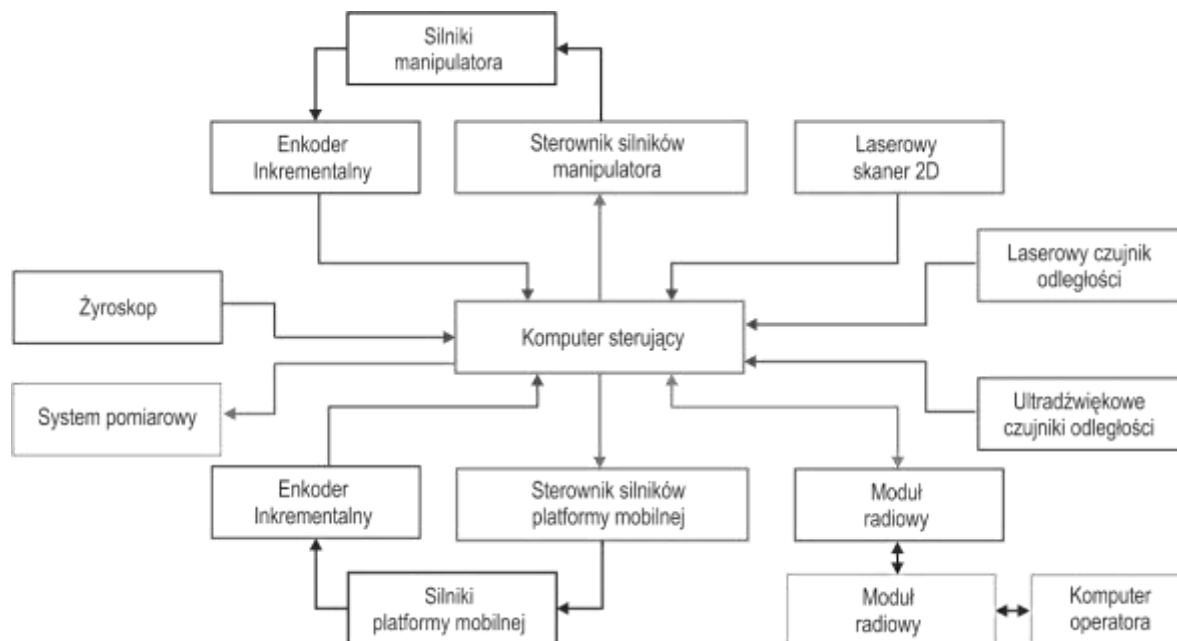 Silniki
manipulatora
Enkoder
Inkrementalny
Sterownik silników
manipulatora
Laserowy
skaner 2D
Laserowy czujnik
odległości
Żyroskop
Komputer sterujący
System pomiarowy
Ultradźwiękowe
czujniki odległości
Enkoder
Inkrementalny
Sterownik silników
platformy mobilnej
Moduł
radiowy
Silniki
platformy mobilnej
Moduł
radiowy
Komputer
operatora